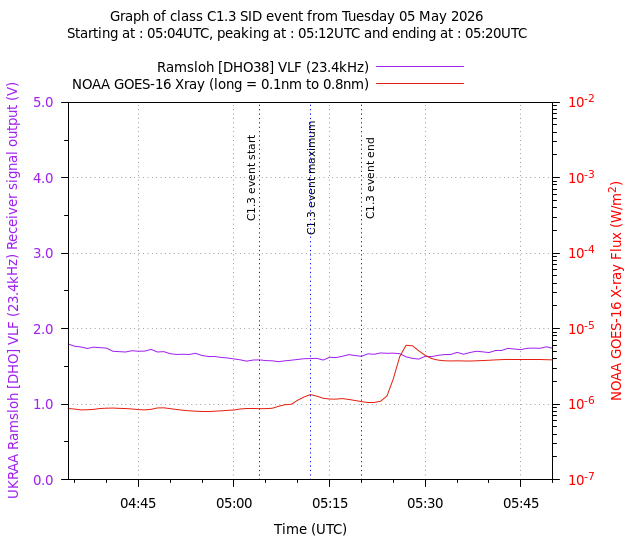 Graph of class C1.3 SID event from Tuesday 05 May 2026
Starting at : 05:04UTC, peaking at : 05:12UTC and ending at : 05:20UTC
Ramsloh [DHO38] VLF (23.4kHz)
NOAA GOES-16 Xray (long = 0.1nm to 0.8nm)
UKRAA Ramsloh [DHO] VLF (23.4kHz) Receiver signal output (V)
5.0
4.0
3.0
2.0
1.0
0.0
C1.3 event start
C1.3 event maximum
C1.3 event end
10⁻²
10⁻³
10⁻⁴
10⁻⁵
10⁻⁶
10⁻⁷
NOAA GOES-16 X-ray Flux (W/m²)
04:45 05:00 05:15 05:30 05:45
Time (UTC)